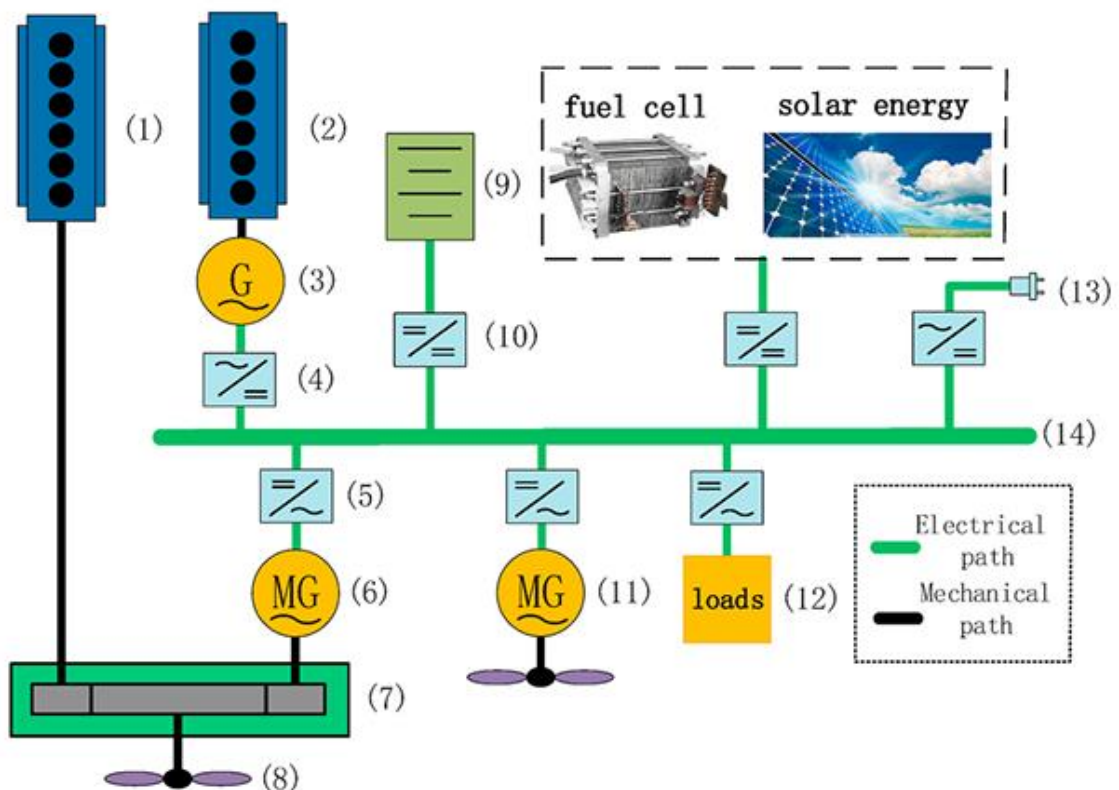 (1)
(2)
fuel cell
solar energy
(9)
G
(3)
(13)
(10)
(4)
(14)
(5)
Electrical
path
MG
(6)
MG
(11)
loads
(12)
Mechanical
path
(7)
(8)